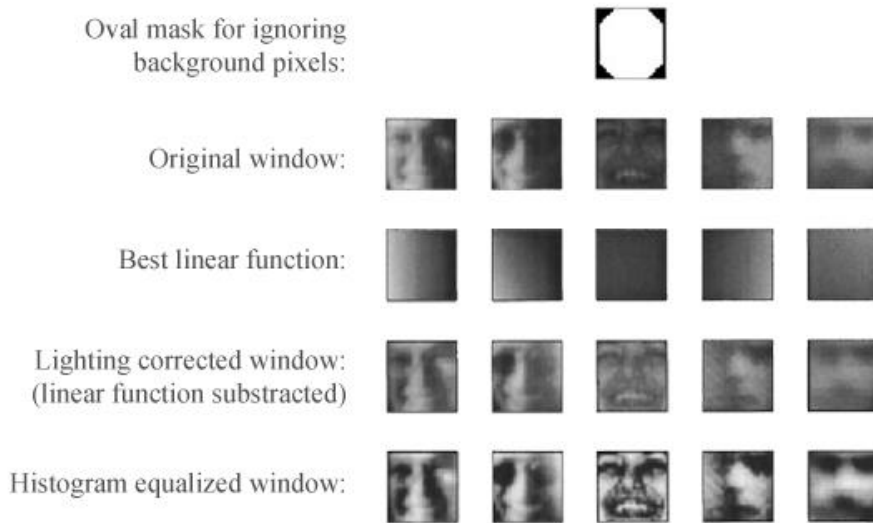 Oval mask for ignoring
background pixels:
Original window:
Best linear function:
Lighting corrected window:
(linear function substracted)
Histogram equalized window: